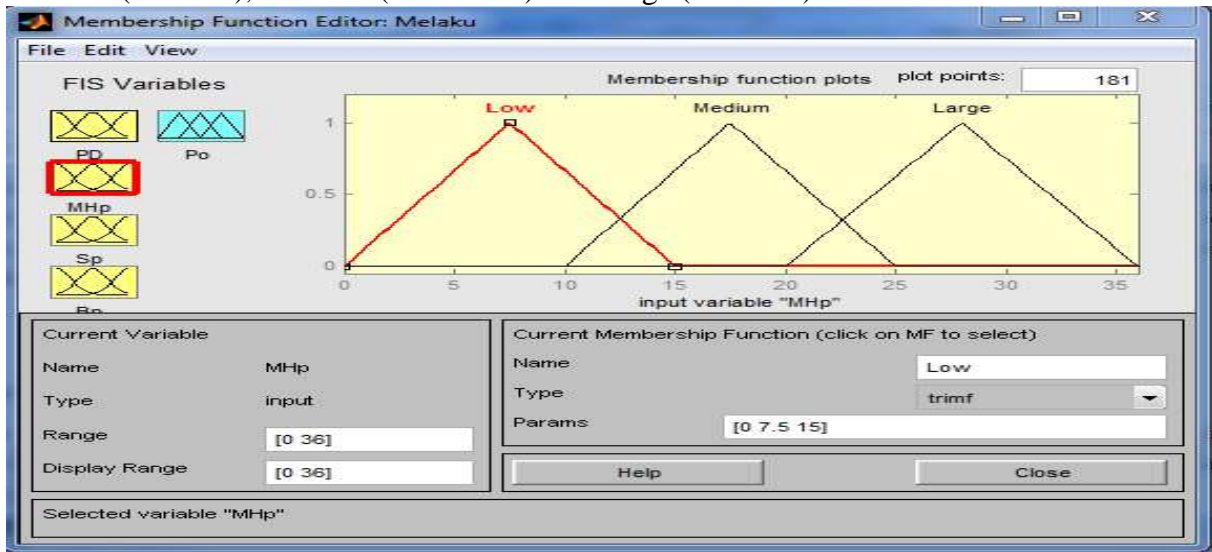 Membership Function Editor: Melaku
File Edit View
FIS Variables
Membership function plots plot points: 181
PD Po
MHp
Sp
Low Medium Large
1
0.5
0
0 5 10 15 20 25 30 35
input variable "MHp"
Current Variable
Name MHp
Type input
Range [0 36]
Display Range [0 36]
Current Membership Function (click on MF to select)
Name Low
Type trimf
Params [0 7.5 15]
Help Close
Selected variable "MHp"